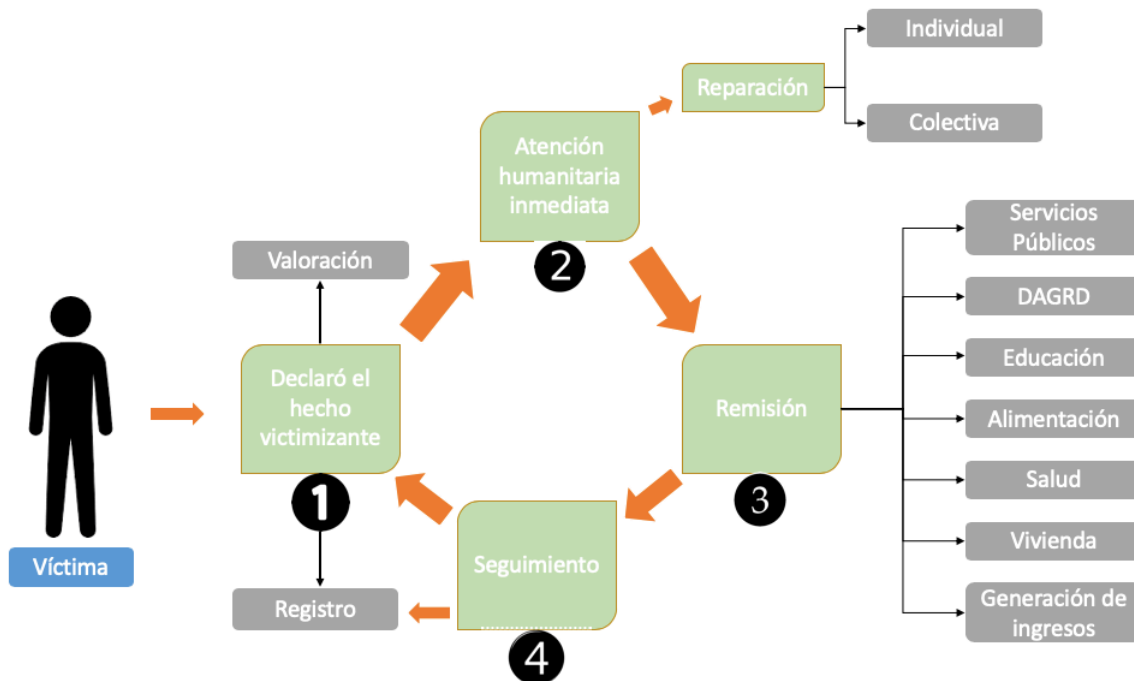 Individual
Reparación
Colectiva
Atención
humanitaria
inmediata
2
Valoración
Servicios
Públicos
DAGRD
Educación
Declaró el
hecho
victimizante
1
Remisión
3
Alimentación
Salud
Vivienda
Generación de
ingresos
Víctima
Seguimiento
4
Registro